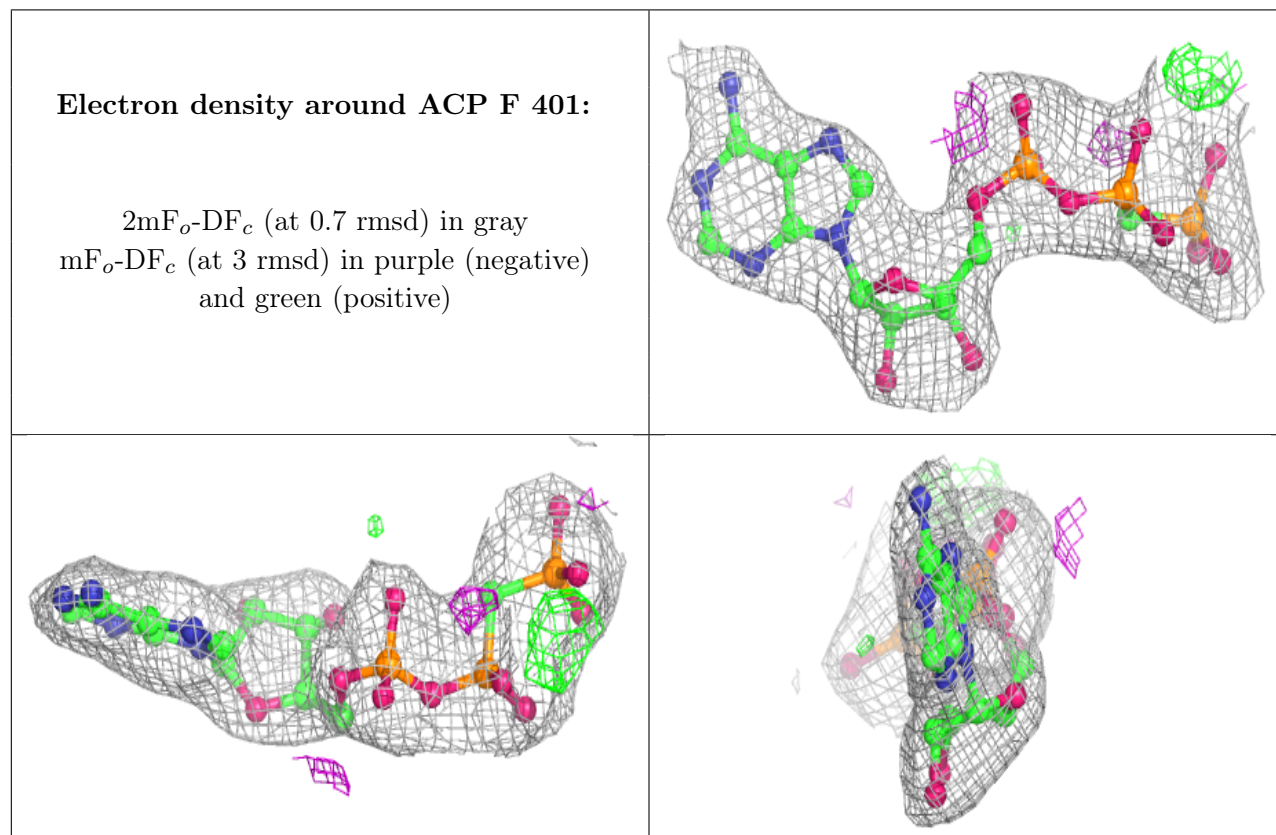 Electron density around ACP F 401:
2mFo-DFc (at 0.7 rmsd) in gray
mFo-DFc (at 3 rmsd) in purple (negative)
and green (positive)